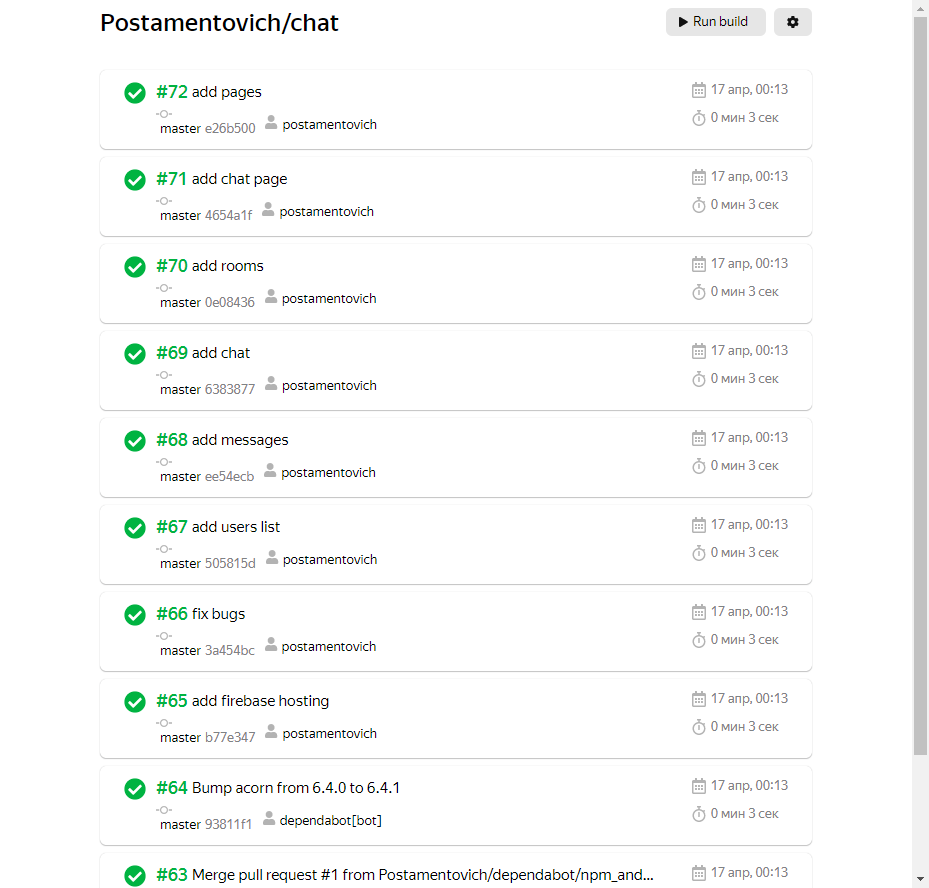 Postamentovich/chat
Run build
#72 add pages
17 апр, 00:13
master e26b500 postamentovich
0 мин 3 сек
#71 add chat page
17 апр, 00:13
master 4654a1f postamentovich
0 мин 3 сек
#70 add rooms
17 апр, 00:13
master 0e08436 postamentovich
0 мин 3 сек
#69 add chat
17 апр, 00:13
master 6383877 postamentovich
0 мин 3 сек
#68 add messages
17 апр, 00:13
master ee54ecb postamentovich
0 мин 3 сек
#67 add users list
17 апр, 00:13
master 505815d postamentovich
0 мин 3 сек
#66 fix bugs
17 апр, 00:13
master 3a454bc postamentovich
0 мин 3 сек
#65 add firebase hosting
17 апр, 00:13
master b77e347 postamentovich
0 мин 3 сек
#64 Bump acorn from 6.4.0 to 6.4.1
17 апр, 00:13
master 93811f1 dependabot[bot]
0 мин 3 сек
#63 Merge pull request #1 from Postamentovich/dependabot/npm_and...
17 апр, 00:13